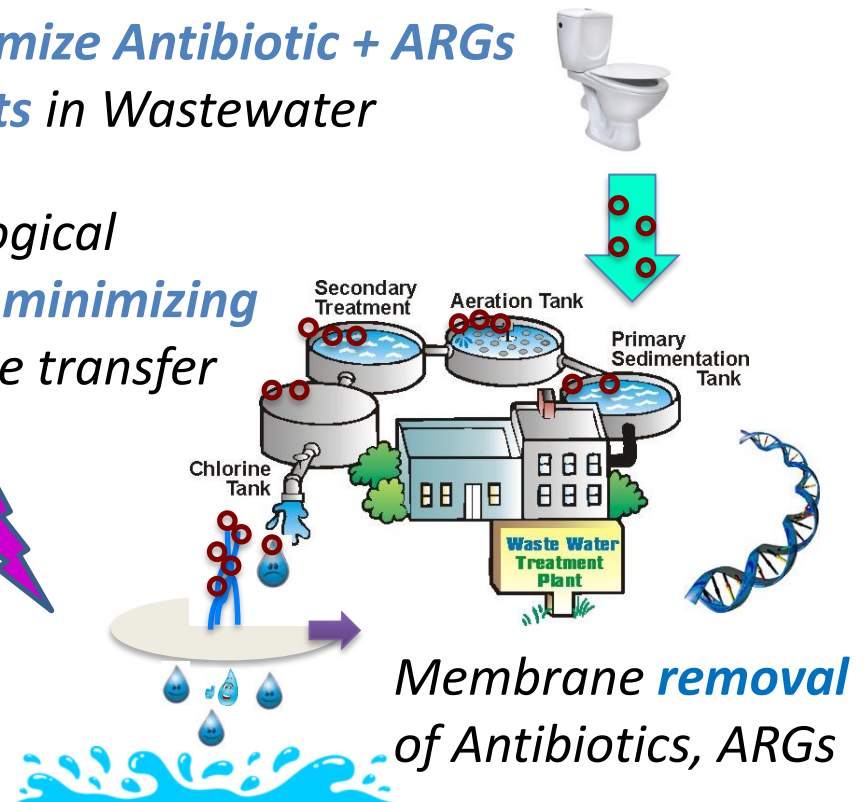 mize Antibiotic + ARGs
ts in Wastewater
ogical
minimizing
e transfer
Secondary
Treatment
Aeration Tank
Primary
Sedimentation
Tank
Chlorine
Tank
Waste Water
Treatment
Plant
Membrane removal
of Antibiotics, ARGs